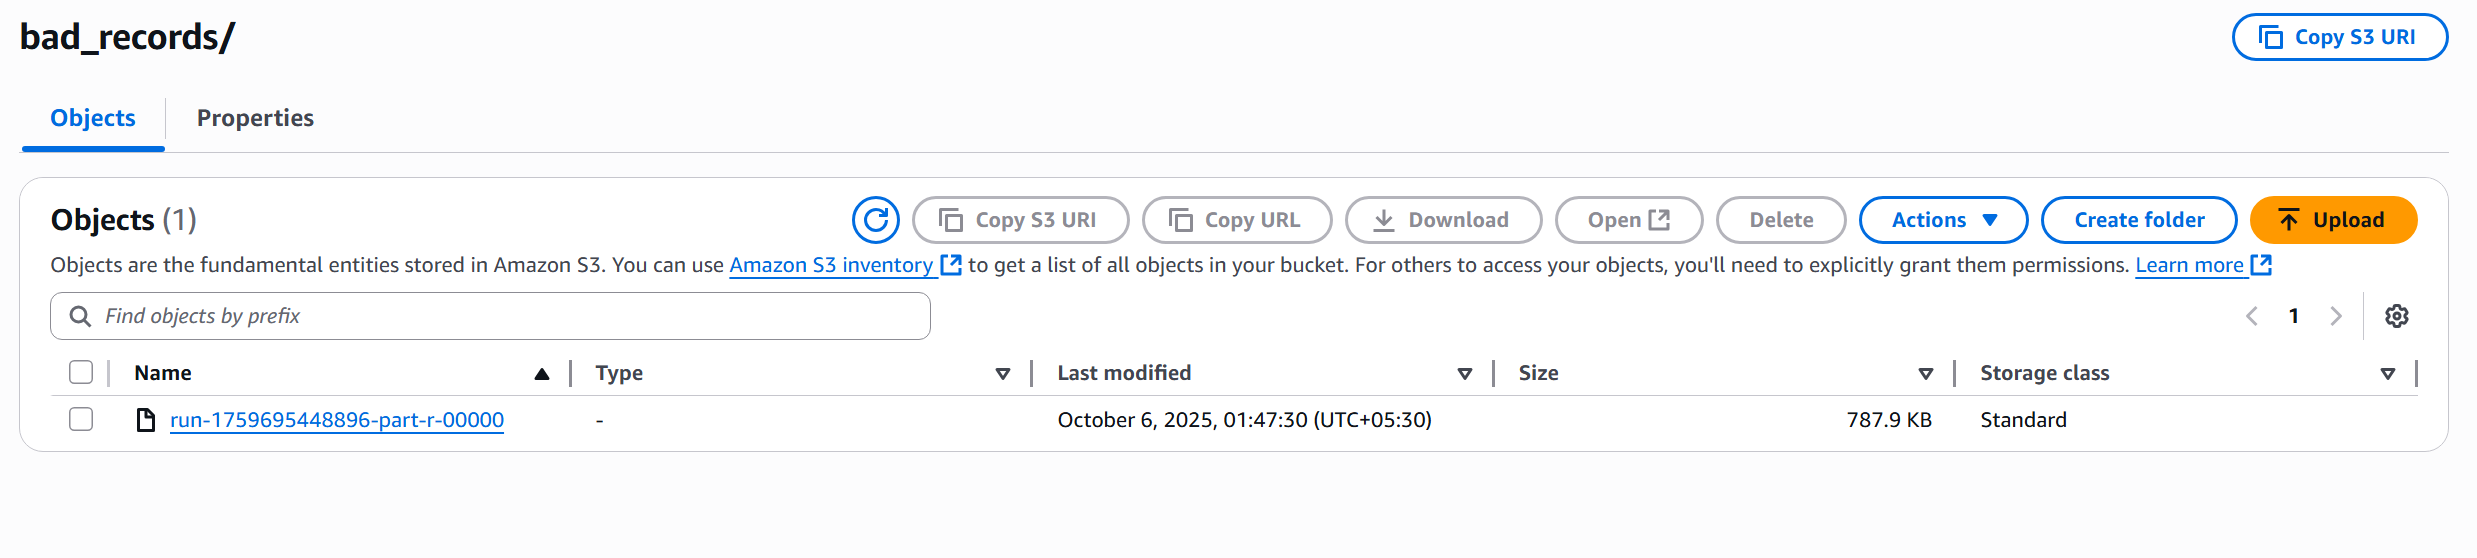 bad_records/
Copy S3 URI
Objects
Properties
Objects (1)
Copy S3 URI
Copy URL
Download
Open
Delete
Actions
Create folder
Upload
Objects are the fundamental entities stored in Amazon S3. You can use Amazon S3 inventory to get a list of all objects in your bucket. For others to access your objects, you'll need to explicitly grant them permissions. Learn more
Find objects by prefix
1
Name
Type
Last modified
Size
Storage class
run-1759695448896-part-r-00000
-
October 6, 2025, 01:47:30 (UTC+05:30)
787.9 KB
Standard